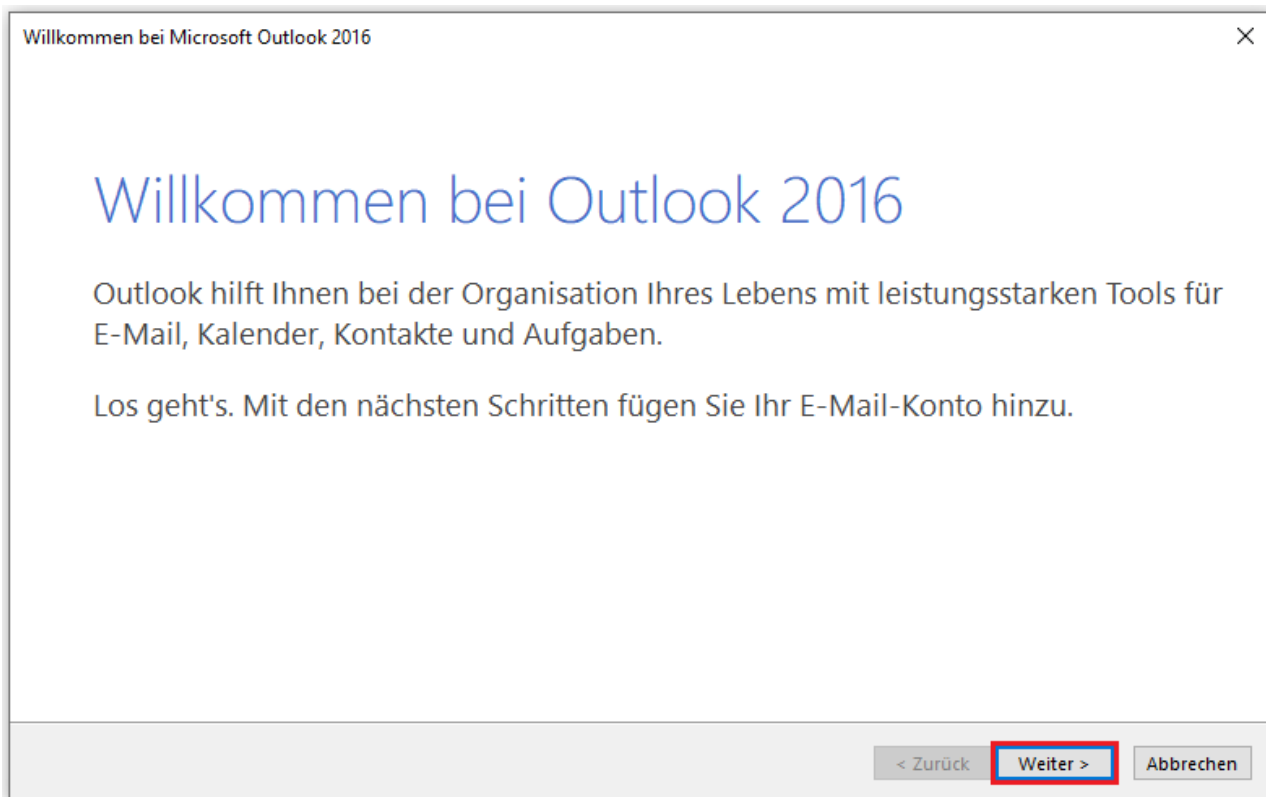 Willkommen bei Microsoft Outlook 2016
Willkommen bei Outlook 2016
Outlook hilft Ihnen bei der Organisation Ihres Lebens mit leistungsstarken Tools für
E-Mail, Kalender, Kontakte und Aufgaben.
Los geht's. Mit den nächsten Schritten fügen Sie Ihr E-Mail-Konto hinzu.
< Zurück Weiter > Abbrechen